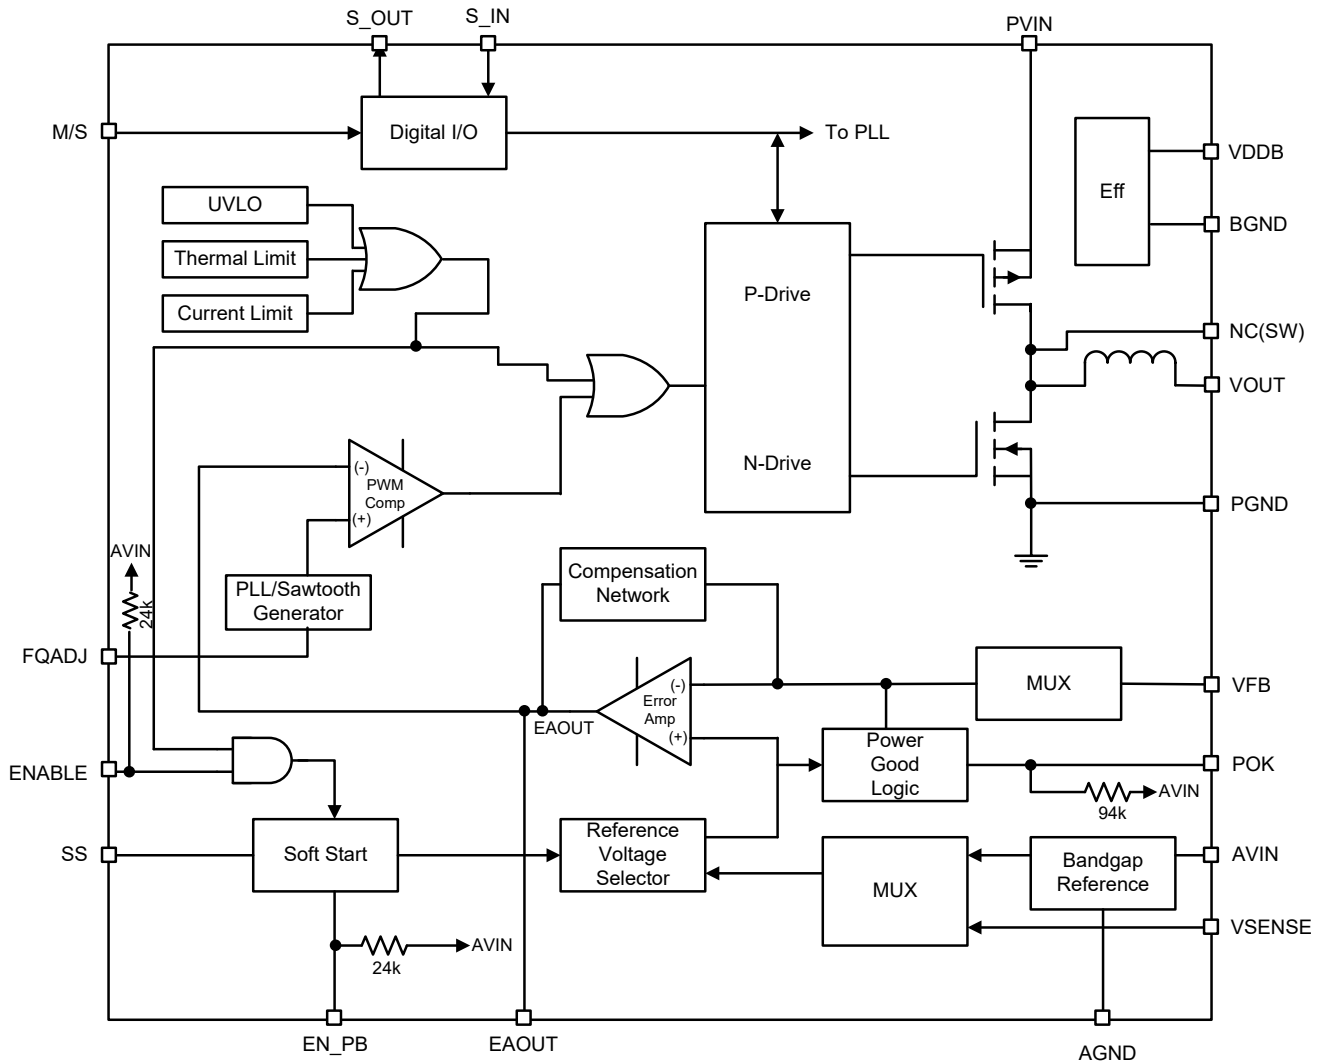 S_OUT
S_IN
PVIN
M/S
Digital I/O
To PLL
VDDB
Eff
UVLO
BGND
Thermal Limit
P-Drive
Current Limit
NC(SW)
VOUT
(-)
PWM
Comp
(+)
N-Drive
PGND
AVIN
24k
PLL/Sawtooth
Generator
Compensation
Network
FQADJ
(-)
Error
Amp
(+)
MUX
VFB
EAOUT
Power
Good
Logic
ENABLE
POK
AVIN
94k
SS
Soft Start
Reference
Voltage
Selector
MUX
Bandgap
Reference
AVIN
VSENSE
AVIN
24k
EN_PB
EAOUT
AGND